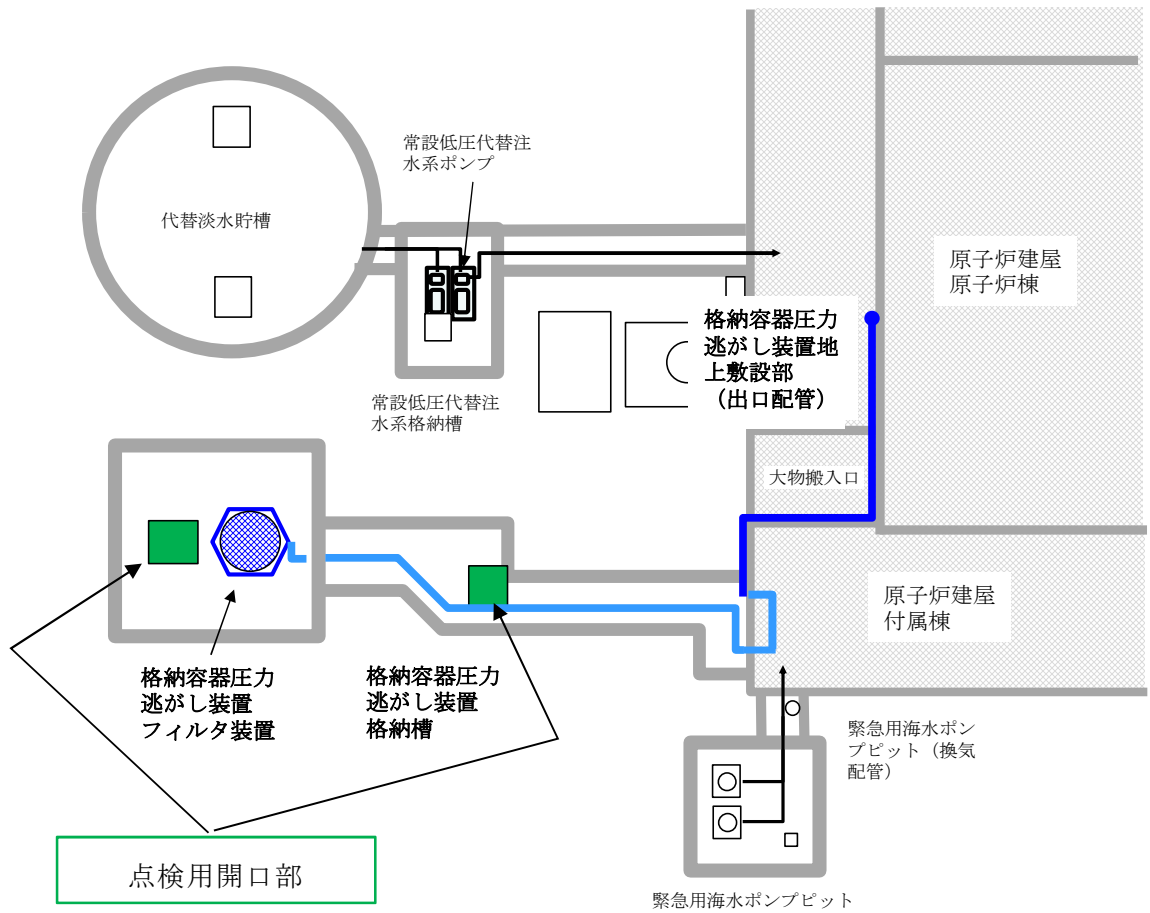 常設低圧代替注
水系ポンプ
代替淡水貯槽
原子炉建屋
原子炉棟
格納容器圧力
逃がし装置地
上敷設部
（出口配管）
常設低圧代替注
水系格納槽
大物搬入口
原子炉建屋
付属棟
格納容器圧力
逃がし装置
フィルタ装置
格納容器圧力
逃がし装置
格納槽
緊急用海水ポン
プピット（換気
配管）
点検用開口部
緊急用海水ポンプピット